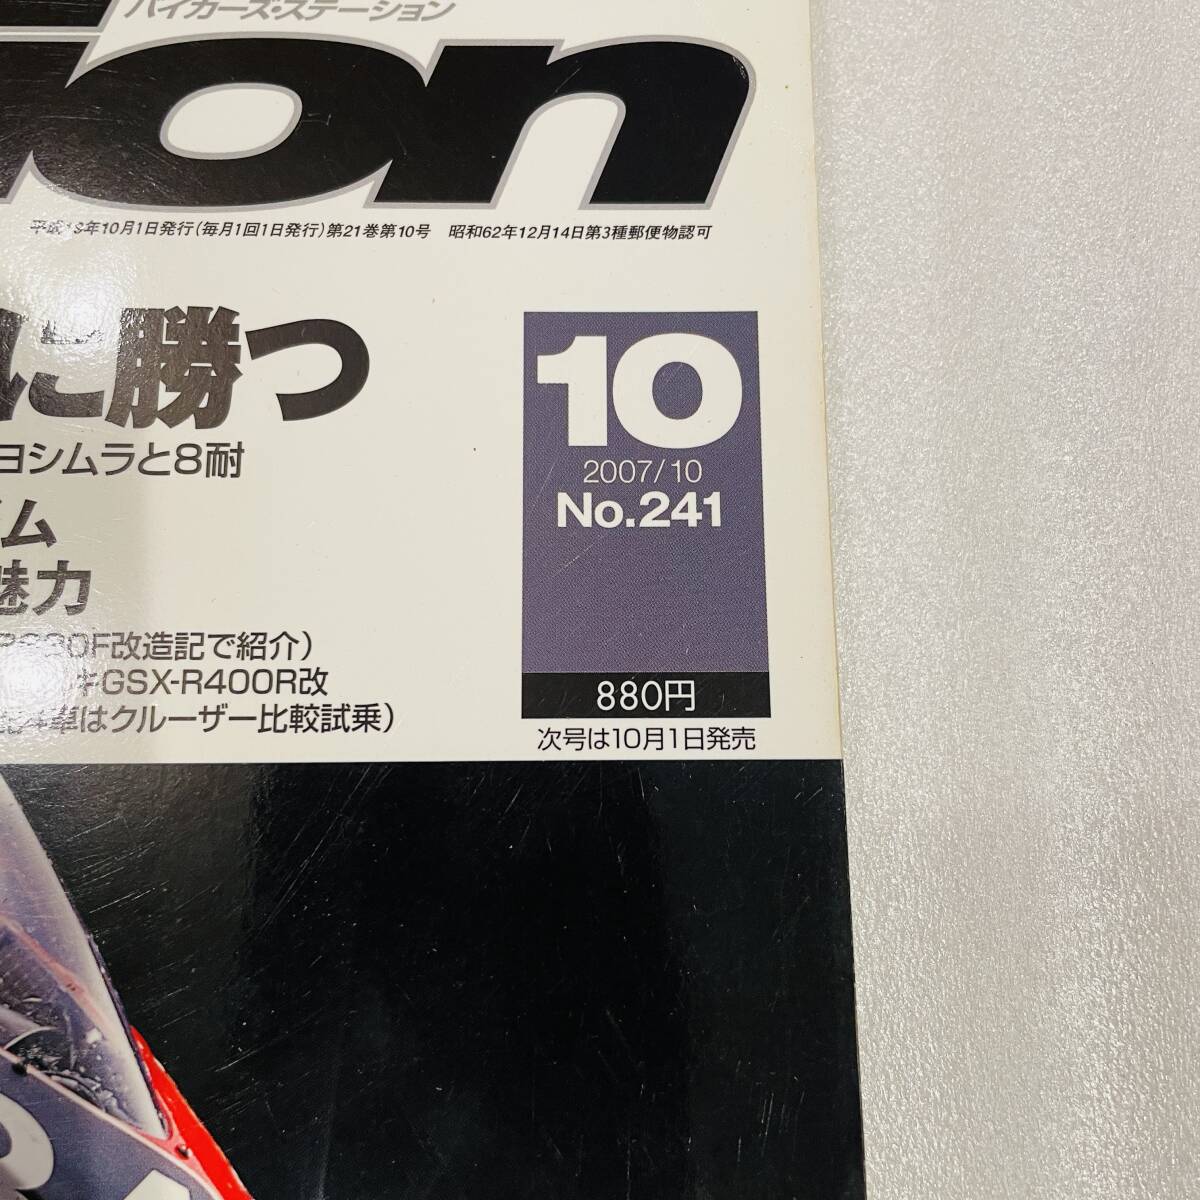 バイカーズ・ステーション
ion
平成19年10月1日発行(毎月1回1日発行)第21巻第10号 昭和62年12月14日第3種郵便物認可
に勝つ
ヨシムラと8耐
ム
魅力
10
2007/10
No.241
F改造記で紹介)
GSX-R400R改
はクルーザー比較試乗)
880円
次号は10月1日発売